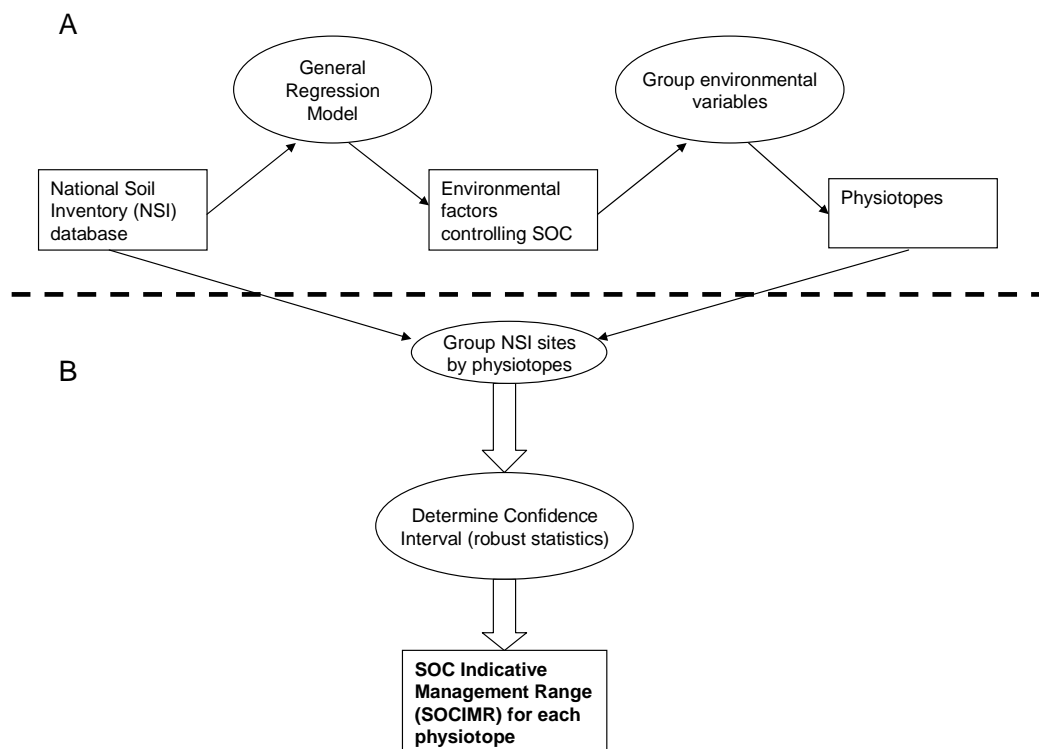 A
General
Regression
Model
Group environmental
variables
National Soil
Inventory (NSI)
database
Environmental
factors
controlling SOC
Physiotopes
Group NSI sites
by physiotopes
B
Determine Confidence
Interval (robust statistics)
SOC Indicative
Management Range
(SOCIMR) for each
physiotope